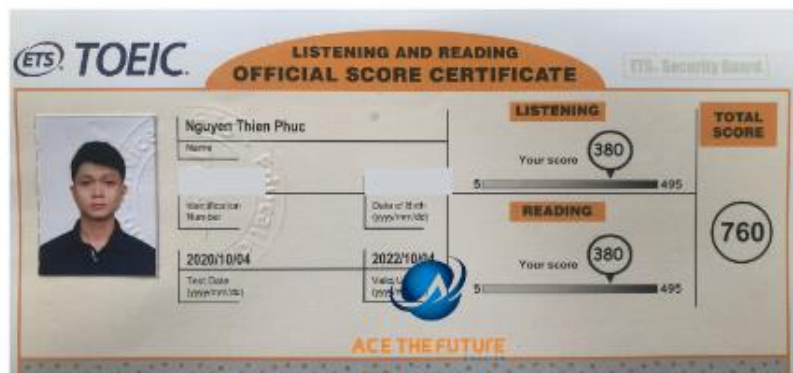 ETS TOEIC.
LISTENING AND READING
OFFICIAL SCORE CERTIFICATE
ETS. Security Guard
Nguyen Thien Phuc
Name
Identification
Number
Date of Birth
(yyyy/mm/dd)
2020/10/04
Test Date
(yyyy/mm/dd)
2022/10/04
Valid
LISTENING
Your score
380
5
495
READING
Your score
380
5
495
TOTAL
SCORE
760
ACE THE FUTURE